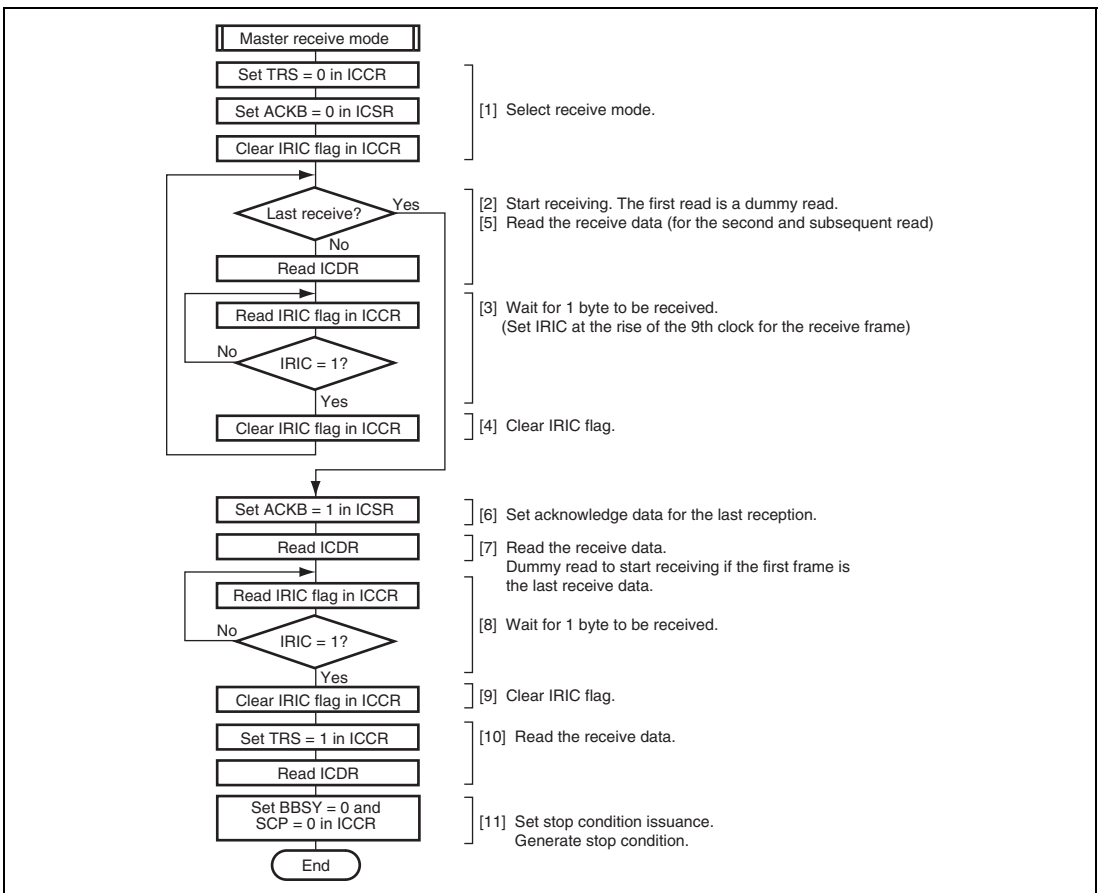 Master receive mode
Set TRS = 0 in ICCR
Set ACKB = 0 in ICSR
Clear IRIC flag in ICCR
[1] Select receive mode.
Last receive?
Yes
No
Read ICDR
[2] Start receiving. The first read is a dummy read.
[5] Read the receive data (for the second and subsequent read)
Read IRIC flag in ICCR
No
IRIC = 1?
Yes
[3] Wait for 1 byte to be received.
(Set IRIC at the rise of the 9th clock for the receive frame)
Clear IRIC flag in ICCR
[4] Clear IRIC flag.
Set ACKB = 1 in ICSR
[6] Set acknowledge data for the last reception.
Read ICDR
[7] Read the receive data.
Dummy read to start receiving if the first frame is
the last receive data.
Read IRIC flag in ICCR
No
IRIC = 1?
Yes
[8] Wait for 1 byte to be received.
Clear IRIC flag in ICCR
[9] Clear IRIC flag.
Set TRS = 1 in ICCR
Read ICDR
[10] Read the receive data.
Set BBSY = 0 and
SCP = 0 in ICCR
[11] Set stop condition issuance.
Generate stop condition.
End